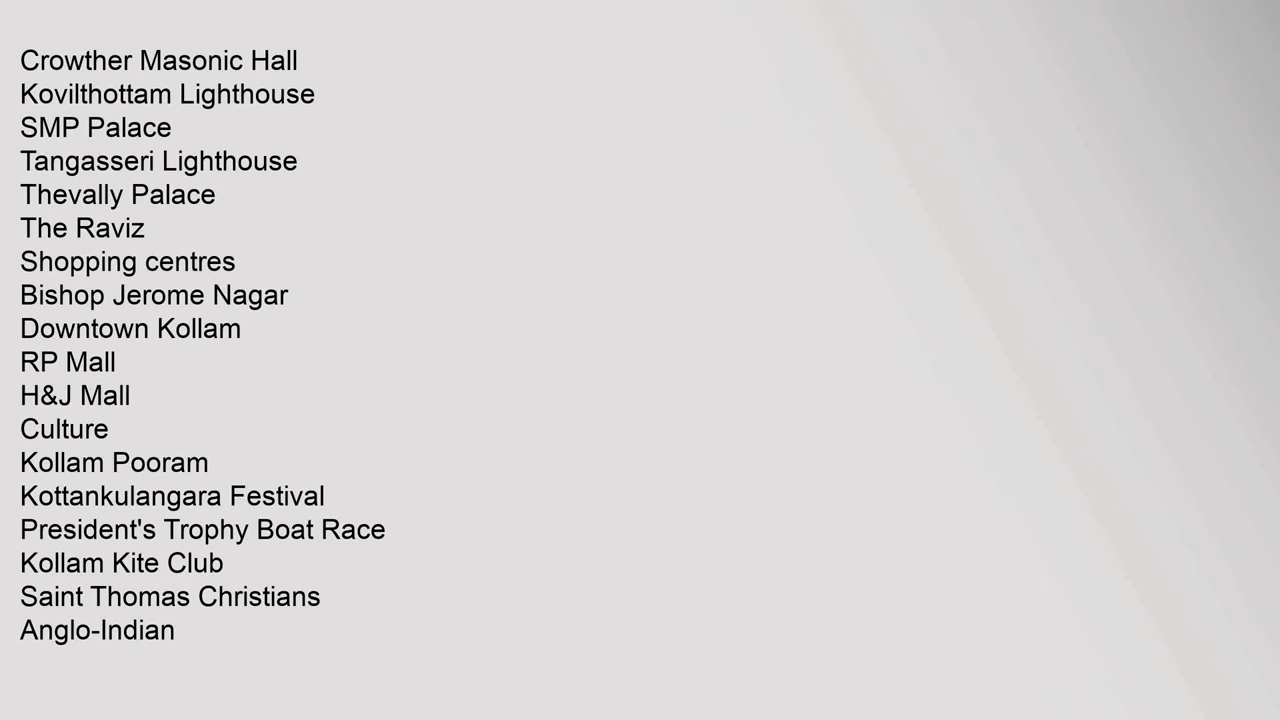 Crowther Masonic Hall
Kovilthottam Lighthouse
SMP Palace
Tangasseri Lighthouse
Thevally Palace
The Raviz
Shopping centres
Bishop Jerome Nagar
Downtown Kollam
RP Mall
H&J Mall
Culture
Kollam Pooram
Kottankulangara Festival
President's Trophy Boat Race
Kollam Kite Club
Saint Thomas Christians
Anglo-Indian